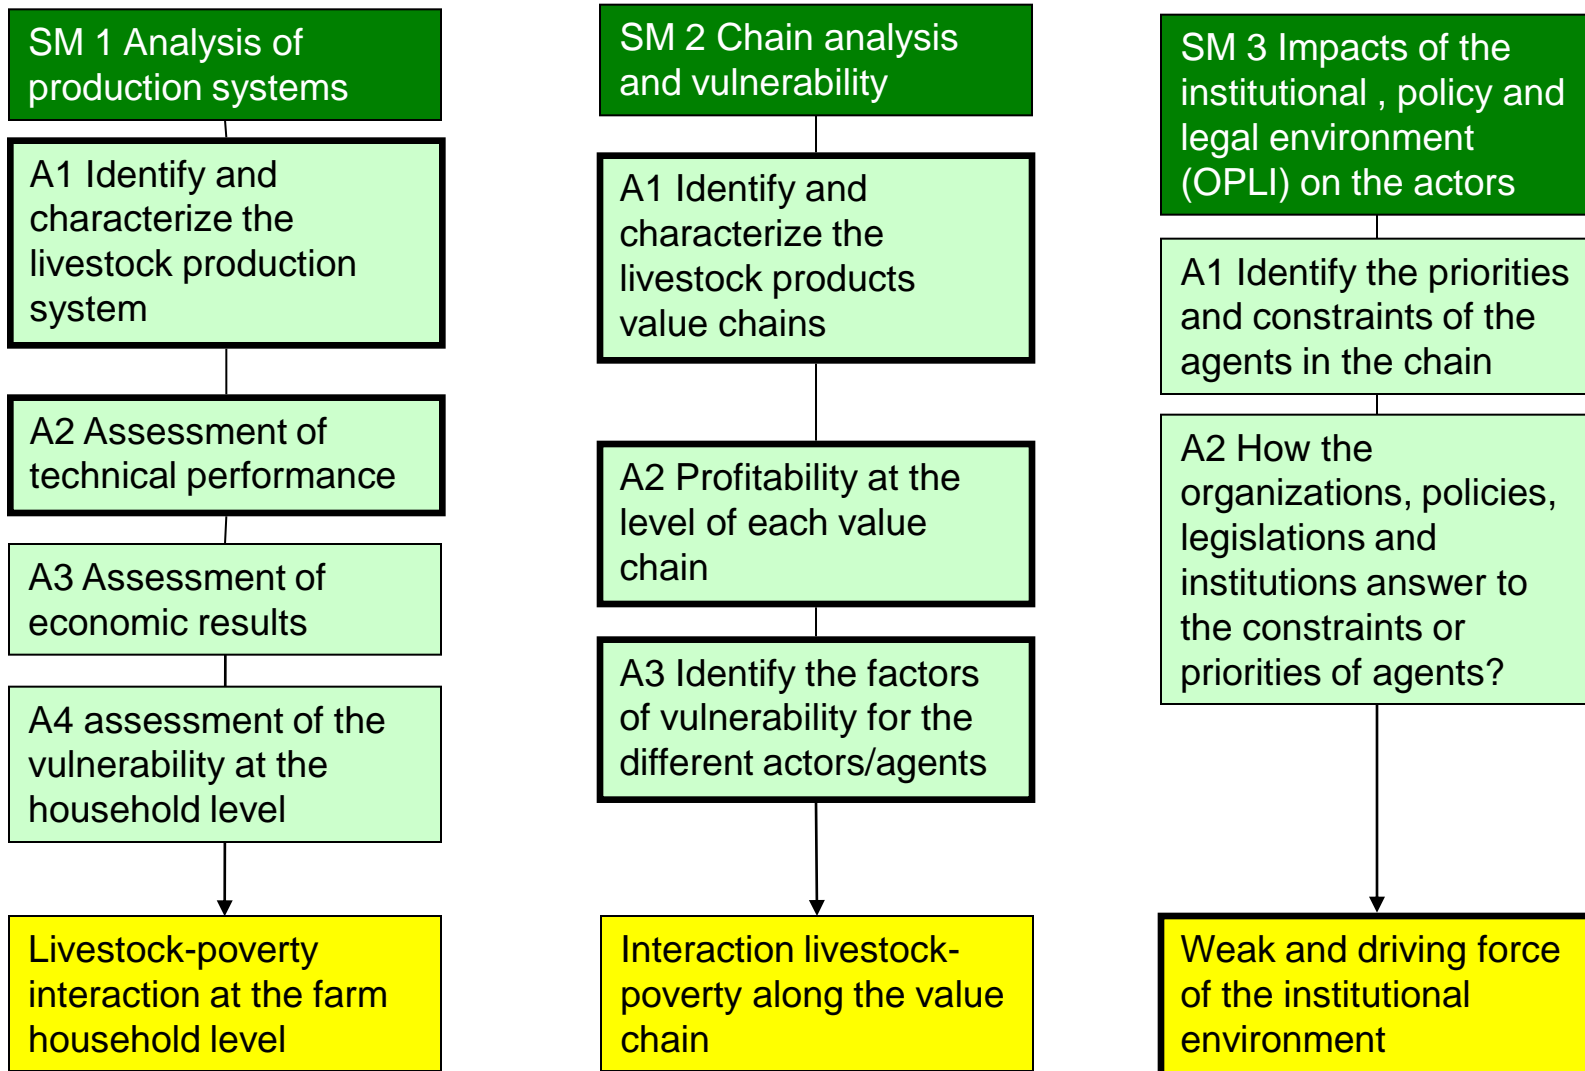 SM 1 Analysis of
production systems
A1 Identify and
characterize the
livestock production
system
A2 Assessment of
technical performance
A3 Assessment of
economic results
A4 assessment of the
vulnerability at the
household level
Livestock-poverty
interaction at the farm
household level
SM 2 Chain analysis
and vulnerability
A1 Identify and
characterize the
livestock products
value chains
A2 Profitability at the
level of each value
chain
A3 Identify the factors
of vulnerability for the
different actors/agents
Interaction livestock-
poverty along the value
chain
SM 3 Impacts of the
institutional , policy and
legal environment
(OPLI) on the actors
A1 Identify the priorities
and constraints of the
agents in the chain
A2 How the
organizations, policies,
legislations and
institutions answer to
the constraints or
priorities of agents?
Weak and driving force
of the institutional
environment